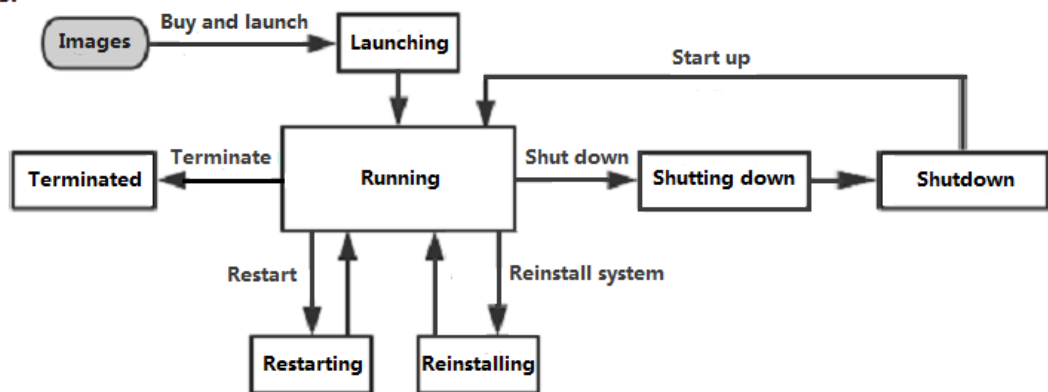 Buy and launch
Images
Launching
Start up
Terminate
Shut down
Terminated
Running
Shutting down
Shutdown
Restart
Reinstall system
Restarting
Reinstalling